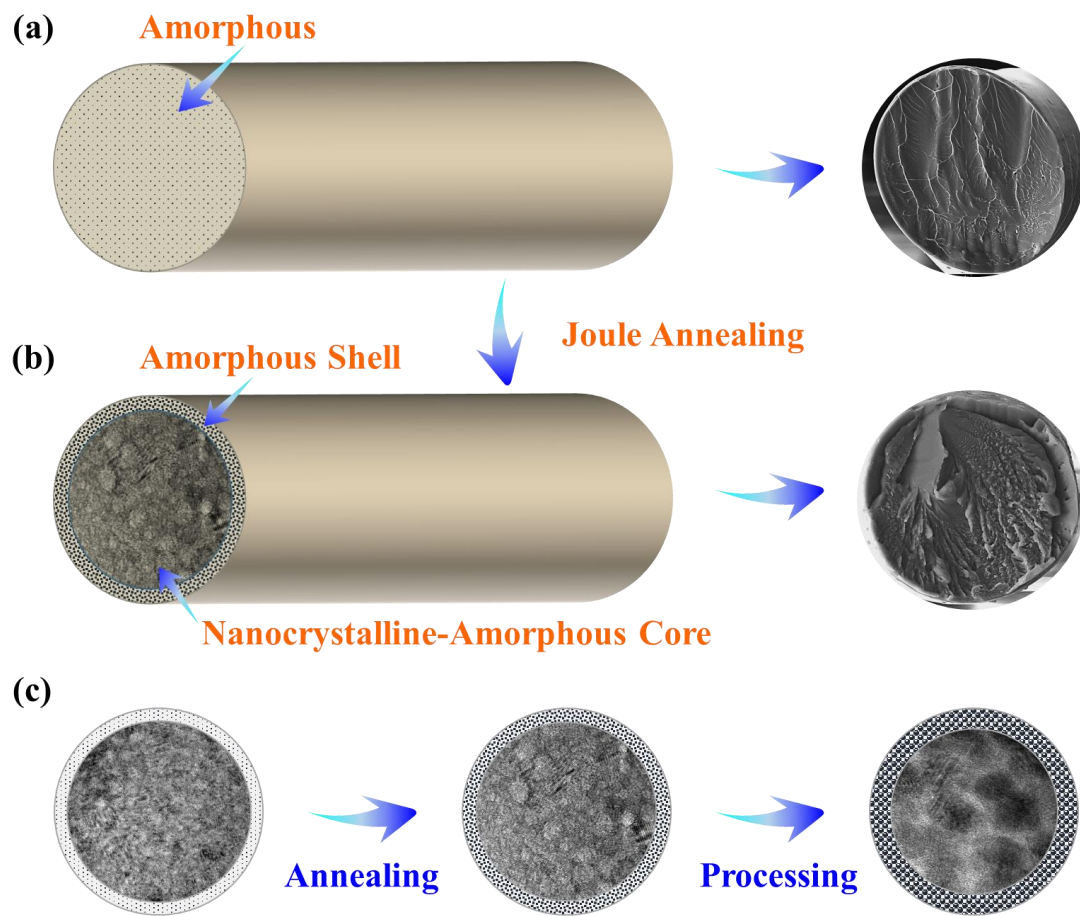 (a)
Amorphous
Joule Annealing
(b)
Amorphous Shell
Nanocrystalline-Amorphous Core
(c)
Annealing
Processing